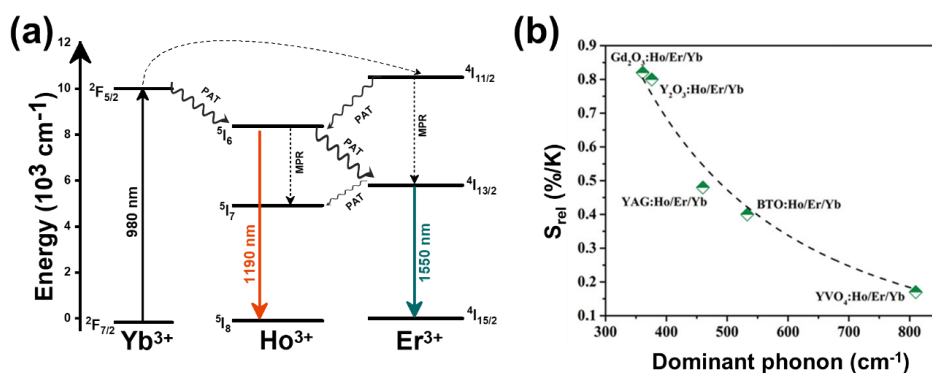 (a)
Energy (10³ cm⁻¹)
12
10
8
6
4
2
0
²F₅/₂
²F₇/₂
980 nm
Yb³⁺
PAT
⁵I₆
⁵I₇
⁵I₈
MPR
1190 nm
Ho³⁺
PAT
PAT
PAT
⁴I₁₁/₂
⁴I₁₃/₂
⁴I₁₅/₂
MPR
1550 nm
Er³⁺
(b)
S_rel (%/K)
0.9
0.8
0.7
0.6
0.5
0.4
0.3
0.2
0.1
Gd₂O₃:Ho/Er/Yb
Y₂O₃:Ho/Er/Yb
YAG:Ho/Er/Yb
BTO:Ho/Er/Yb
YVO₄:Ho/Er/Yb
300 400 500 600 700 800
Dominant phonon (cm⁻¹)